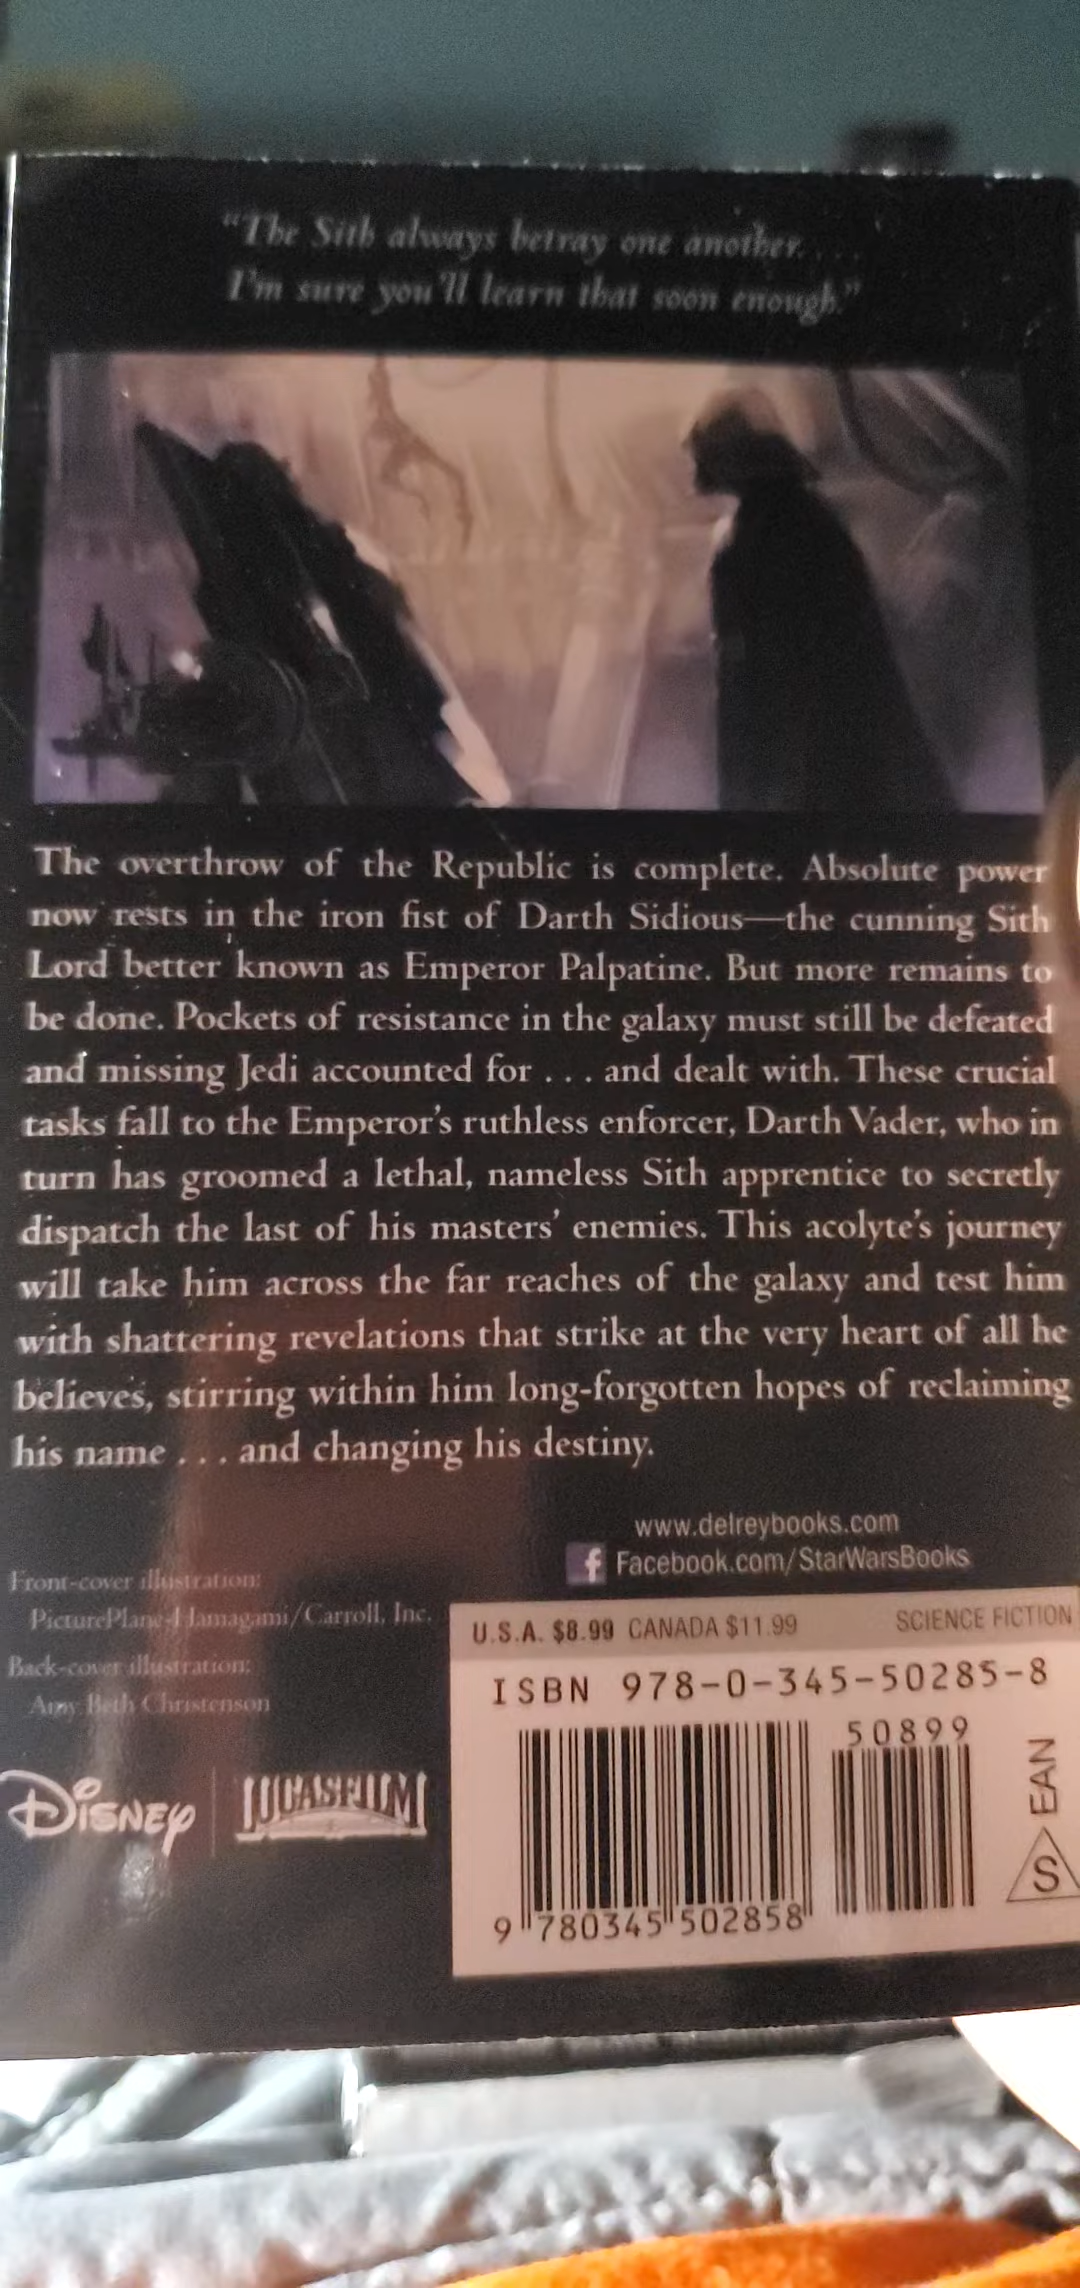 "The Sith always betray one another. . . .
I'm sure you'll learn that soon enough."
The overthrow of the Republic is complete. Absolute power
now rests in the iron fist of Darth Sidious—the cunning Sith
Lord better known as Emperor Palpatine. But more remains to
be done. Pockets of resistance in the galaxy must still be defeated
and missing Jedi accounted for . . . and dealt with. These crucial
tasks fall to the Emperor's ruthless enforcer, Darth Vader, who in
turn has groomed a lethal, nameless Sith apprentice to secretly
dispatch the last of his masters' enemies. This acolyte's journey
will take him across the far reaches of the galaxy and test him
with shattering revelations that strike at the very heart of all he
believes, stirring within him long-forgotten hopes of reclaiming
his name . . . and changing his destiny.
www.delreybooks.com
f Facebook.com/StarWarsBooks
Front-cover illustration:
PicturePlane-Hamagami/Carroll, Inc.
Back-cover illustration:
Amy Beth Christenson
DISNEY
LUCASFILM
U.S.A. $8.99 CANADA $11.99 SCIENCE FICTION
ISBN 978-0-345-50285-8
50899
9 780345 502858
EAN
S